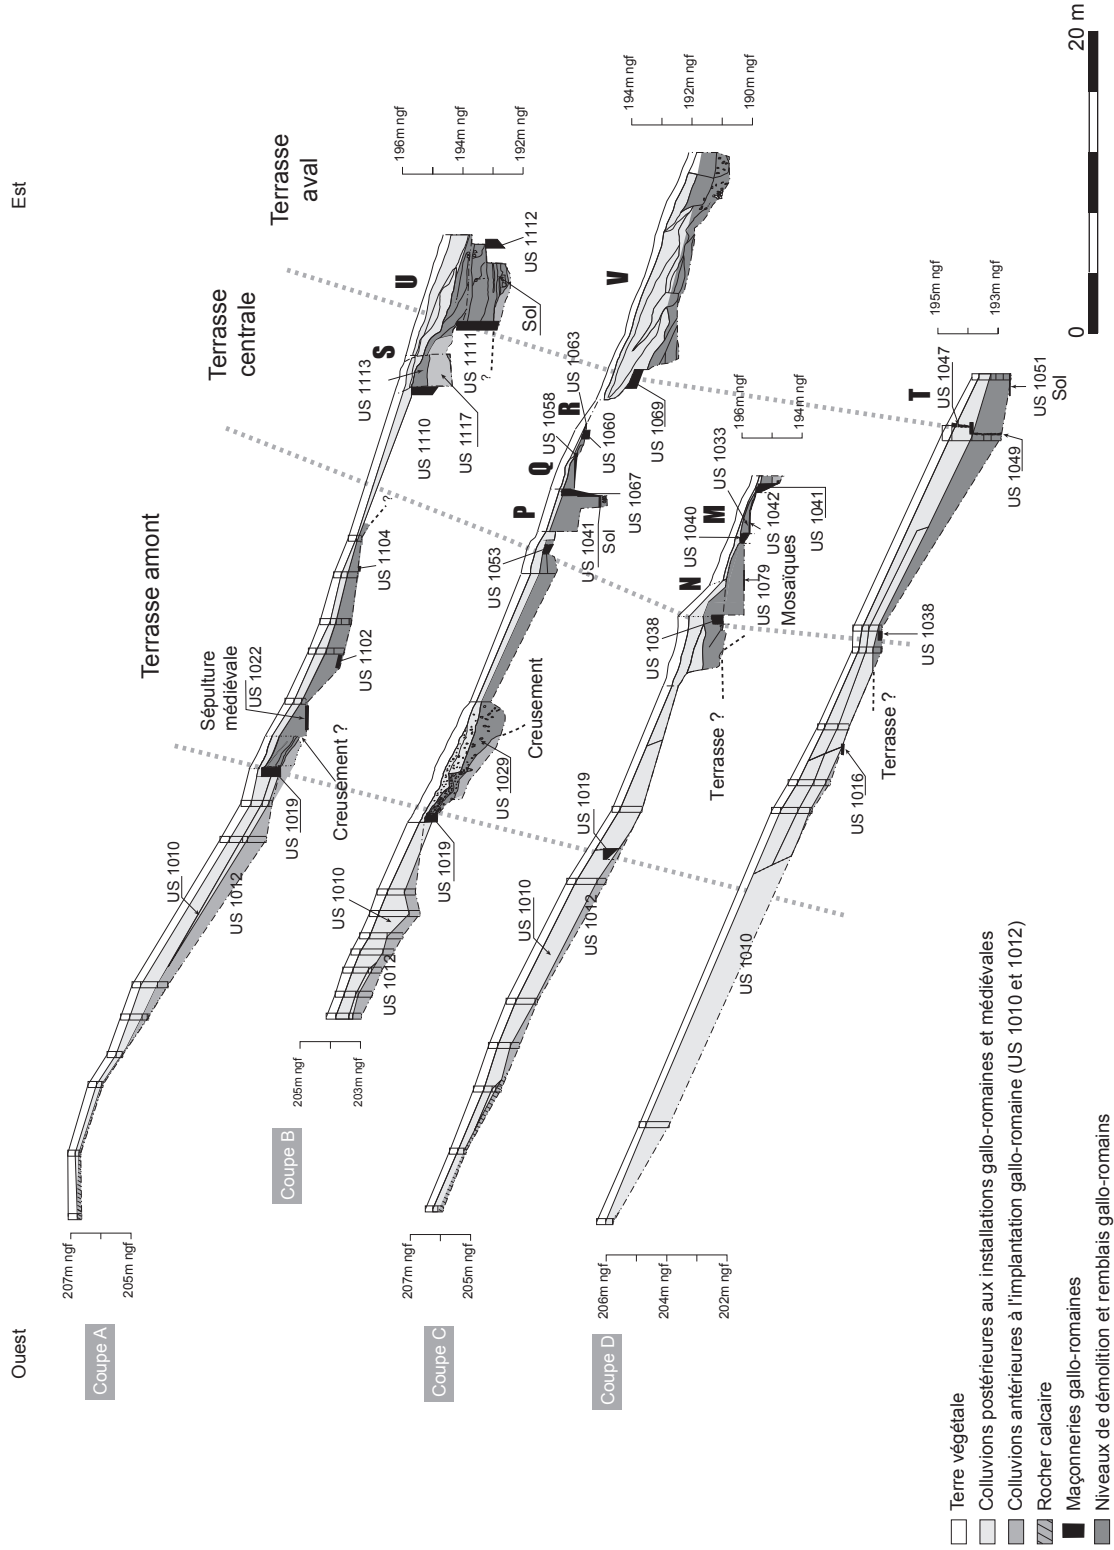 Ouest
Est
Terrasse amont
Terrasse
centrale
Terrasse
aval
Coupe A
207m ngf
205m ngf
US 1010
US 1012
US 1019
Creusement ?
Sépulture
médiévale
US 1022
US 1102
US 1104
?
US 1113
US 1110
US 1117
S
US 1111
?
U
Sol
US 1112
196m ngf
194m ngf
192m ngf
Coupe B
205m ngf
203m ngf
US 1010
US 1012
US 1019
US 1029
Creusement
US 1053
P
US 1041
Sol
Q
US 1067
US 1058
R
US 1060
US 1063
US 1069
V
194m ngf
192m ngf
190m ngf
Coupe C
207m ngf
205m ngf
US 1010
US 1012
US 1019
Terrasse ?
US 1038
N
US 1079
Mosaïques
US 1040
M
US 1033
US 1042
US 1041
196m ngf
194m ngf
Coupe D
206m ngf
204m ngf
202m ngf
US 1010
US 1016
Terrasse ?
US 1038
T
US 1047
US 1049
US 1051
Sol
195m ngf
193m ngf
0
20 m
Terre végétale
Colluvions postérieures aux installations gallo-romaines et médiévales
Colluvions antérieures à l'implantation gallo-romaine (US 1010 et 1012)
Rocher calcaire
Maçonneries gallo-romaines
Niveaux de démolition et remblais gallo-romains